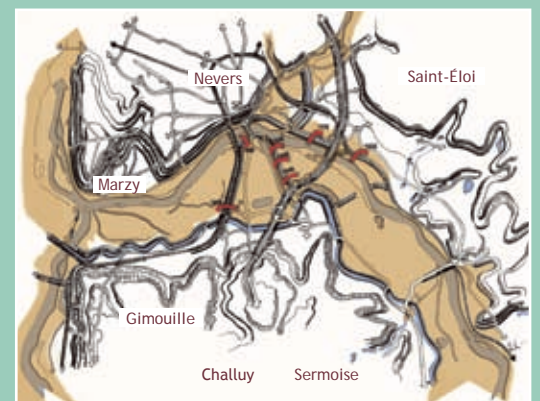 Nevers
Saint-Éloi
Marzy
Gimouille
Challuy
Sermoise